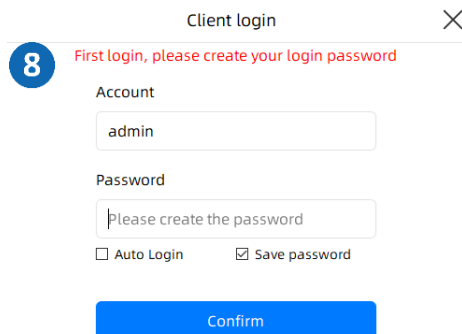 Client login
8
First login, please create your login password
Account
admin
Password
Please create the password
Auto Login Save password
Confirm